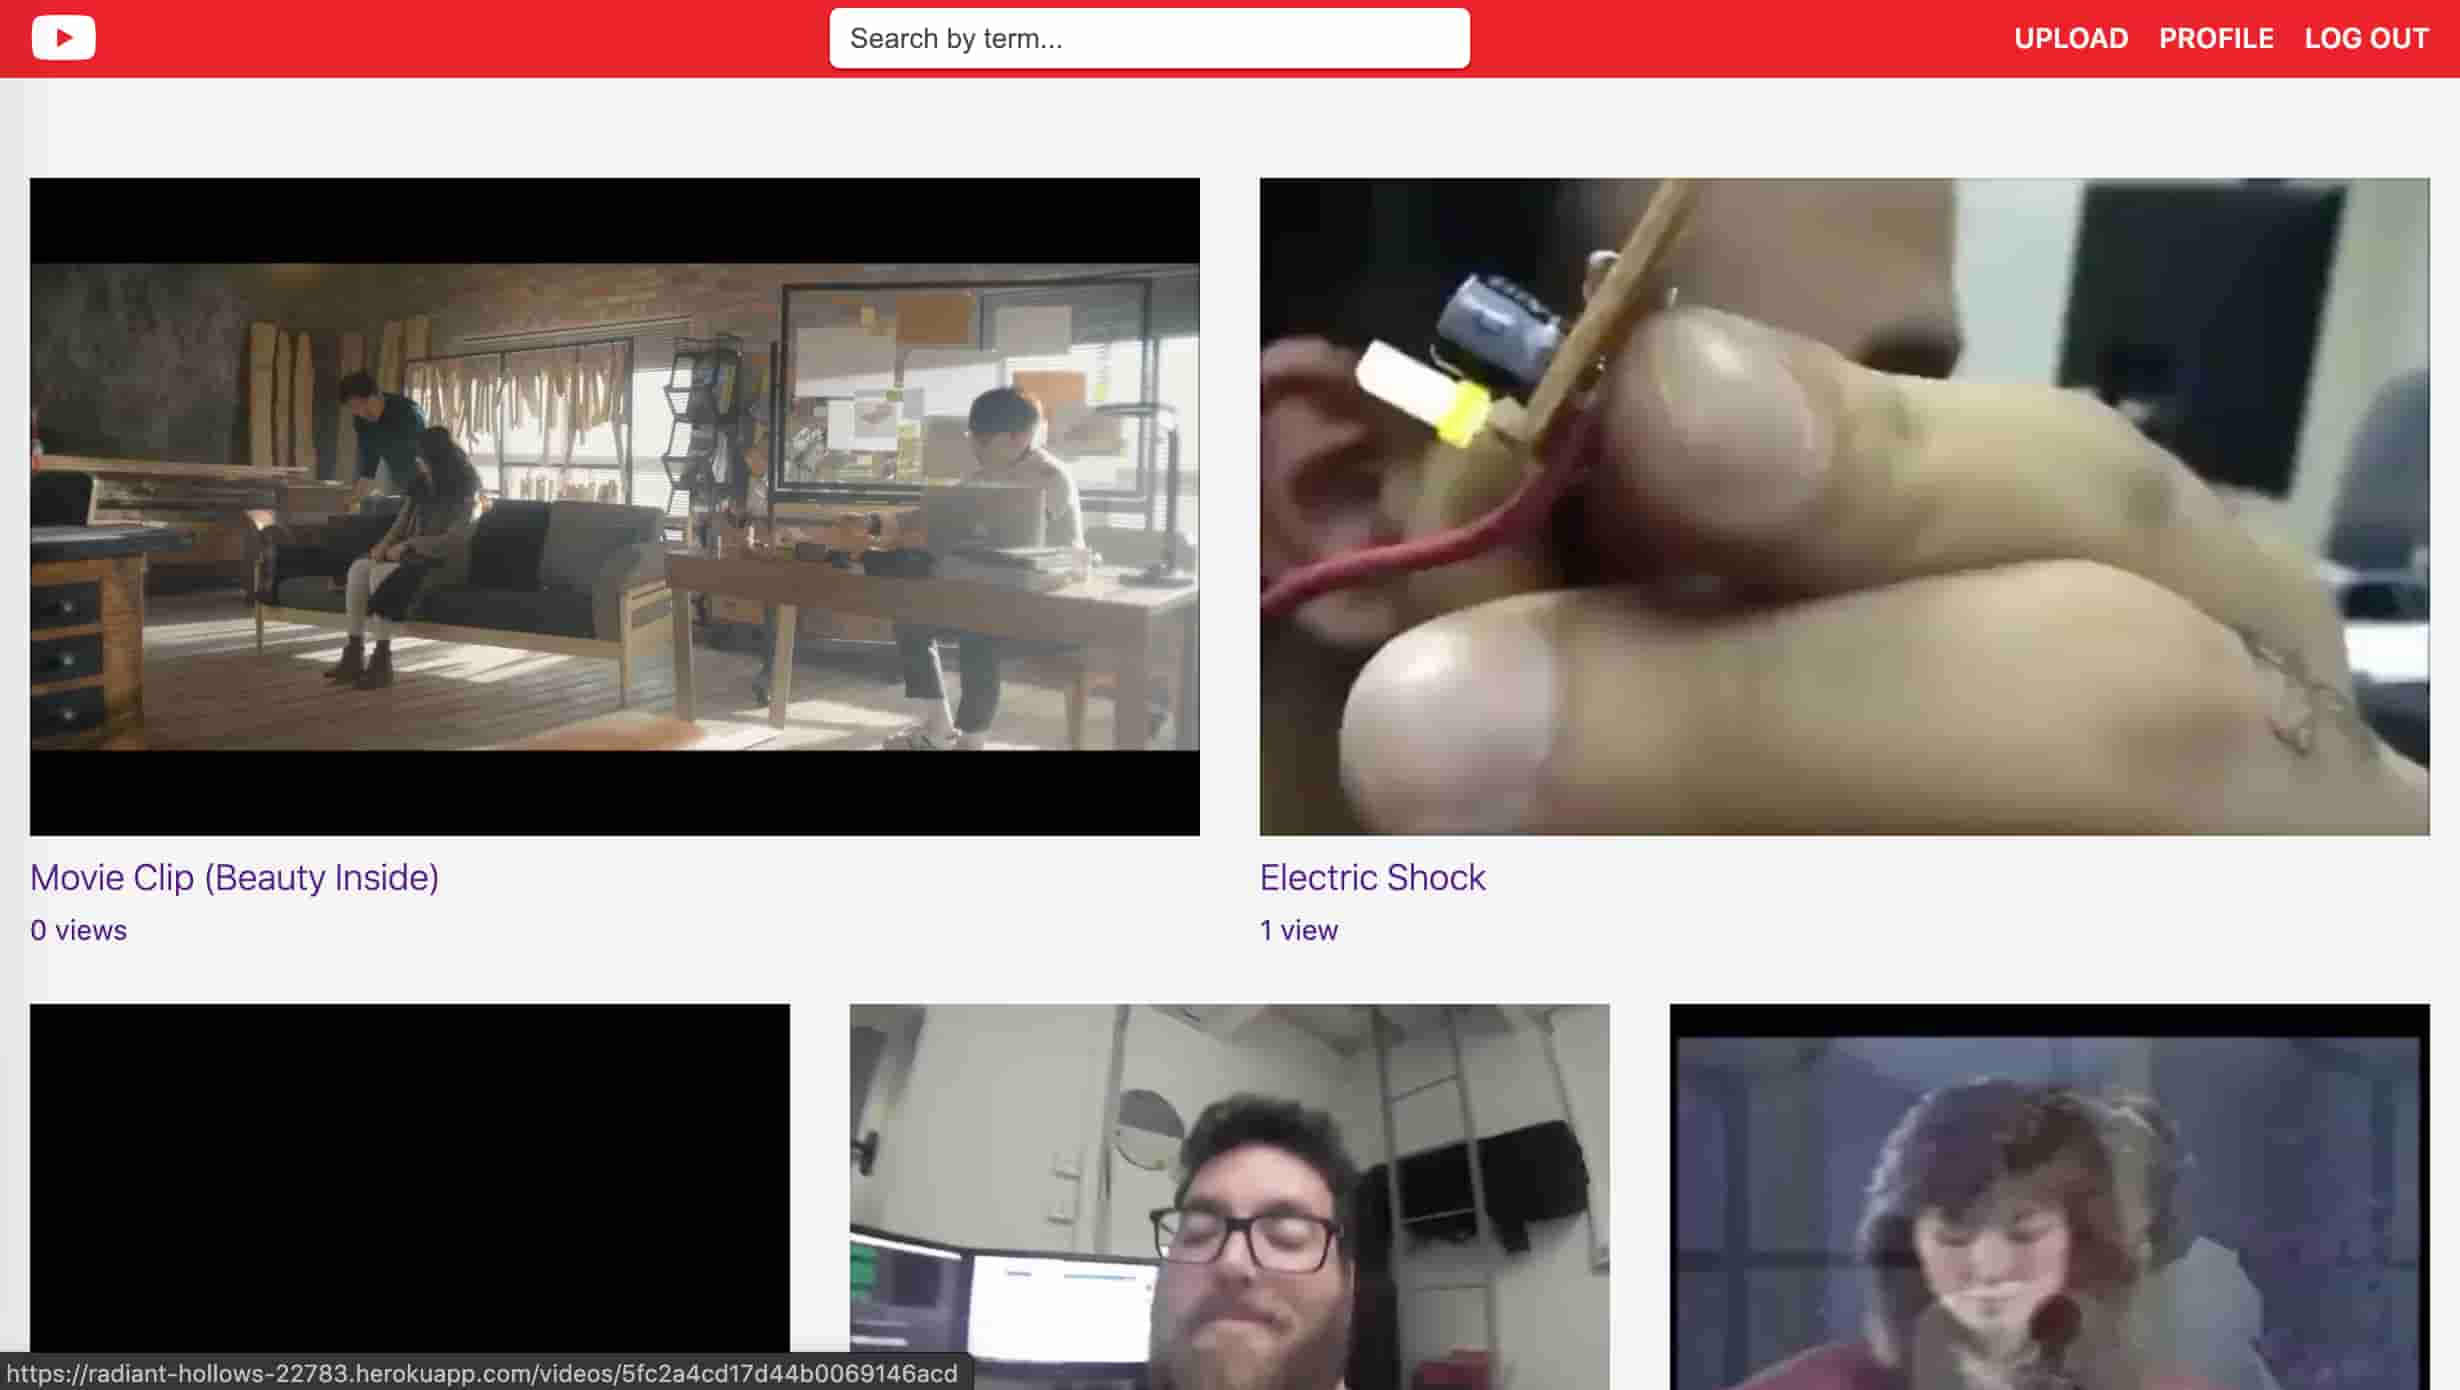 Search by term...
UPLOAD PROFILE LOG OUT
Movie Clip (Beauty Inside)
0 views
Electric Shock
1 view
https://radiant-hollows-22783.herokuapp.com/videos/5fc2a4cd17d44b0069146acd